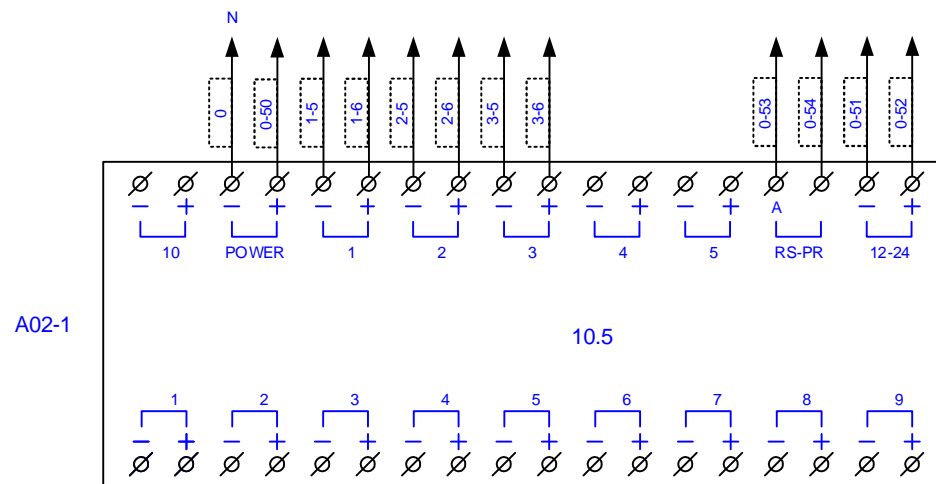 N
0 0-50 1-5 1-6 2-5 2-6 3-5 3-6 0-53 0-54 0-51 0-52
− + − + − + − + − + − + − + A − +
10 POWER 1 2 3 4 5 RS-PR 12-24
A02-1
10.5
1 2 3 4 5 6 7 8 9
− + − + − + − + − + − + − + − + − +